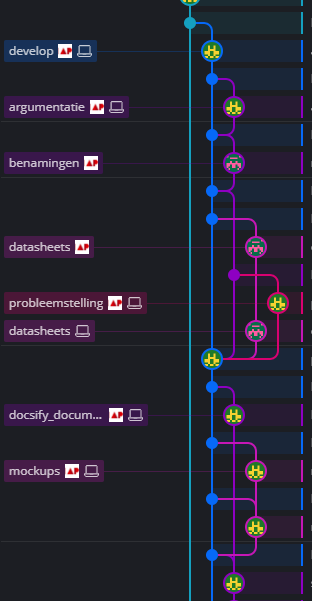 develop
argumentatie
benamingen
datasheets
probleemstelling
datasheets
docsify_docum...
mockups